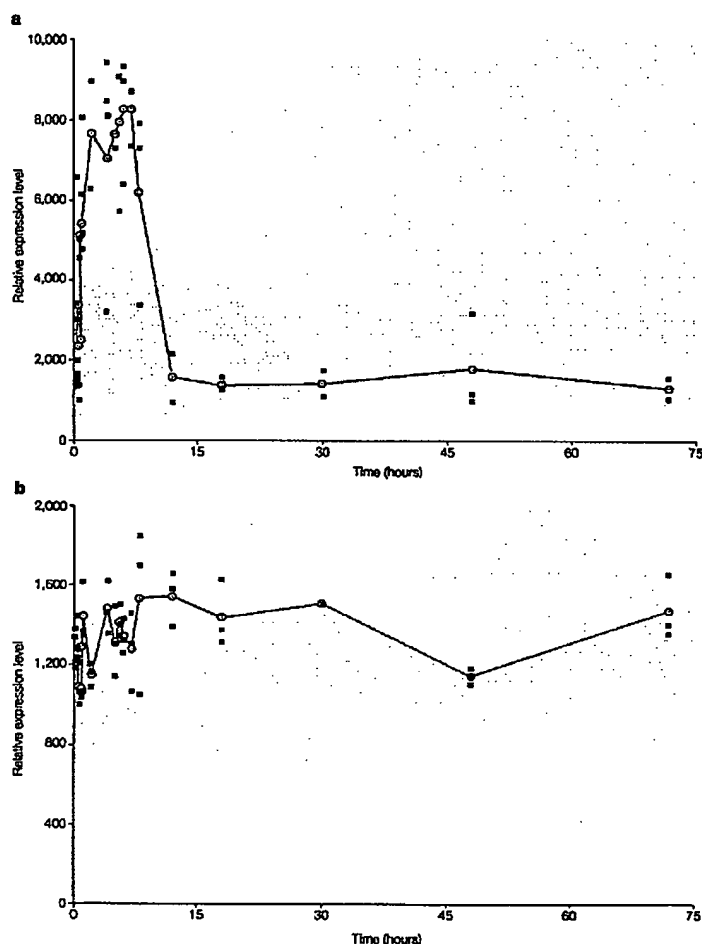 a
10,000
8,000
6,000
4,000
2,000
0
Relative expression level
0 15 30 45 60 75
Time (hours)
b
2,000
1,600
1,200
800
400
0
Relative expression level
0 15 30 45 60 75
Time (hours)